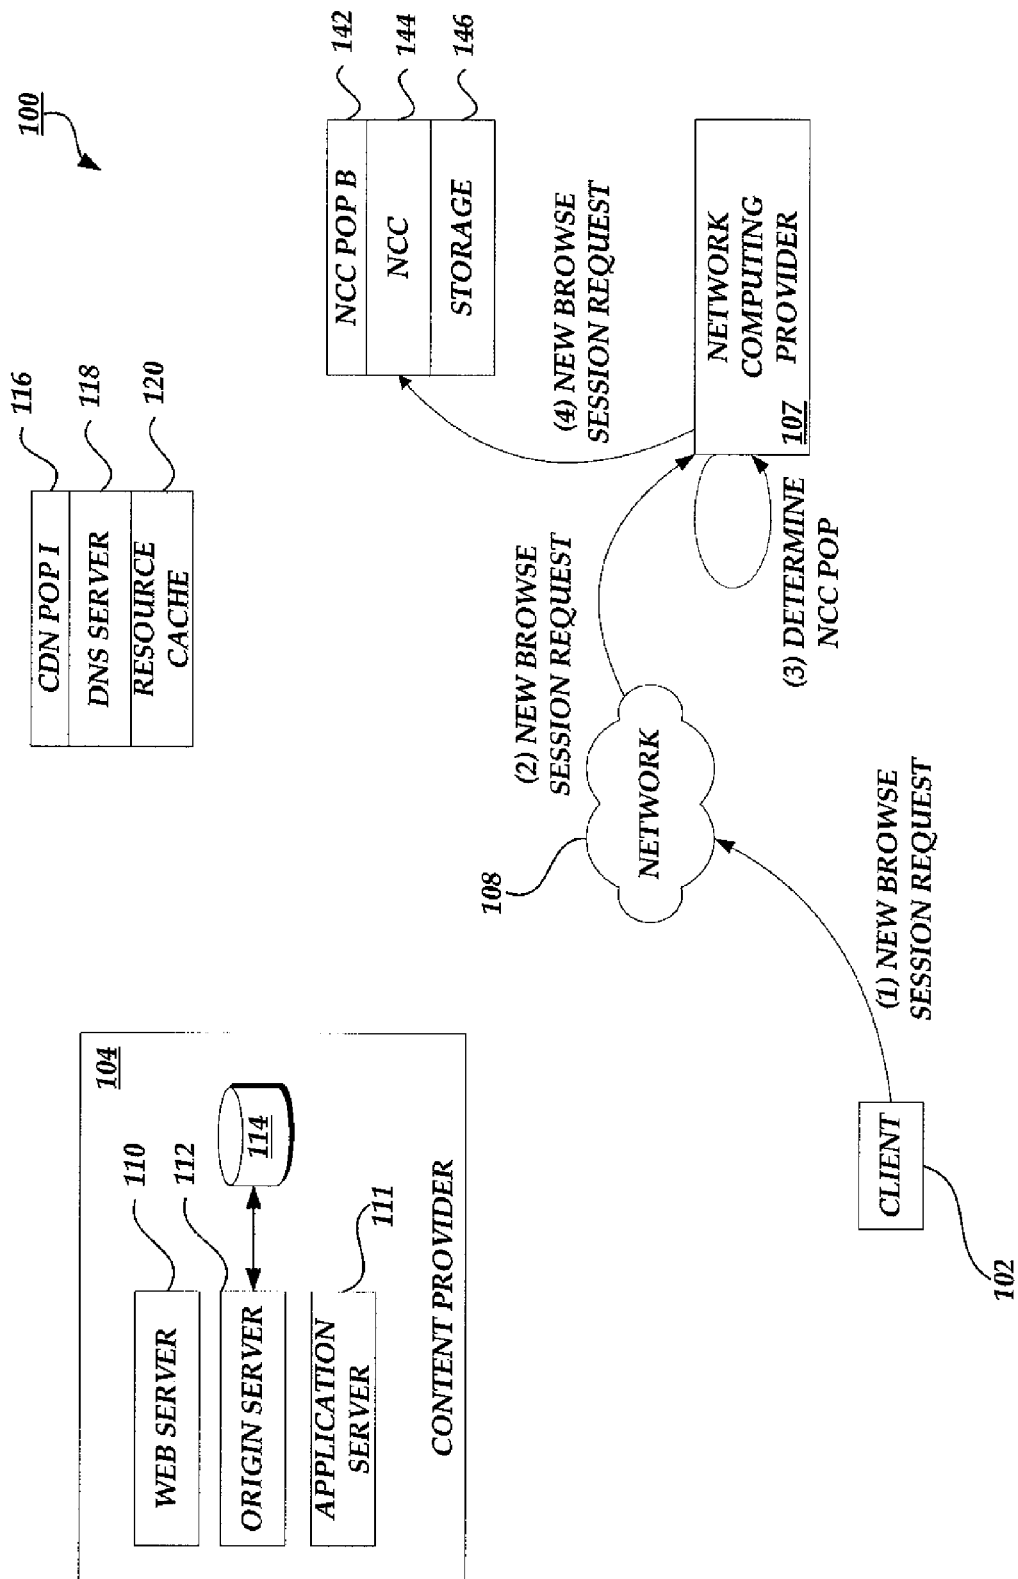 100
104
WEB SERVER
110
ORIGIN SERVER
112
114
APPLICATION
SERVER
111
CONTENT PROVIDER
CDN POP I
116
DNS SERVER
118
RESOURCE
CACHE
120
NCC POP B
142
NCC
144
STORAGE
146
CLIENT
102
(1) NEW BROWSE
SESSION REQUEST
NETWORK
108
(2) NEW BROWSE
SESSION REQUEST
(3) DETERMINE
NCC POP
(4) NEW BROWSE
SESSION REQUEST
NETWORK
COMPUTING
PROVIDER
107